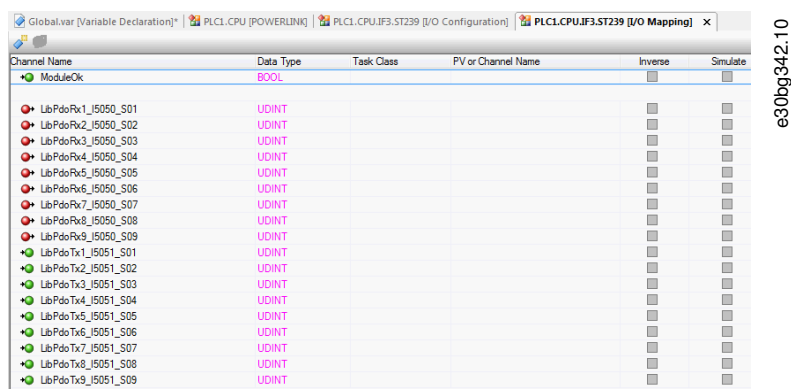 Global.var [Variable Declaration]* PLC1.CPU [POWERLINK] PLC1.CPU.IF3.ST239 [I/O Configuration] PLC1.CPU.IF3.ST239 [I/O Mapping] x
Channel Name Data Type Task Class PV or Channel Name Inverse Simulate
ModuleOk BOOL
LibPdoRx1_I5050_S01 UDINT
LibPdoRx2_I5050_S02 UDINT
LibPdoRx3_I5050_S03 UDINT
LibPdoRx4_I5050_S04 UDINT
LibPdoRx5_I5050_S05 UDINT
LibPdoRx6_I5050_S06 UDINT
LibPdoRx7_I5050_S07 UDINT
LibPdoRx8_I5050_S08 UDINT
LibPdoRx9_I5050_S09 UDINT
LibPdoTx1_I5051_S01 UDINT
LibPdoTx2_I5051_S02 UDINT
LibPdoTx3_I5051_S03 UDINT
LibPdoTx4_I5051_S04 UDINT
LibPdoTx5_I5051_S05 UDINT
LibPdoTx6_I5051_S06 UDINT
LibPdoTx7_I5051_S07 UDINT
LibPdoTx8_I5051_S08 UDINT
LibPdoTx9_I5051_S09 UDINT
e30bg342.10